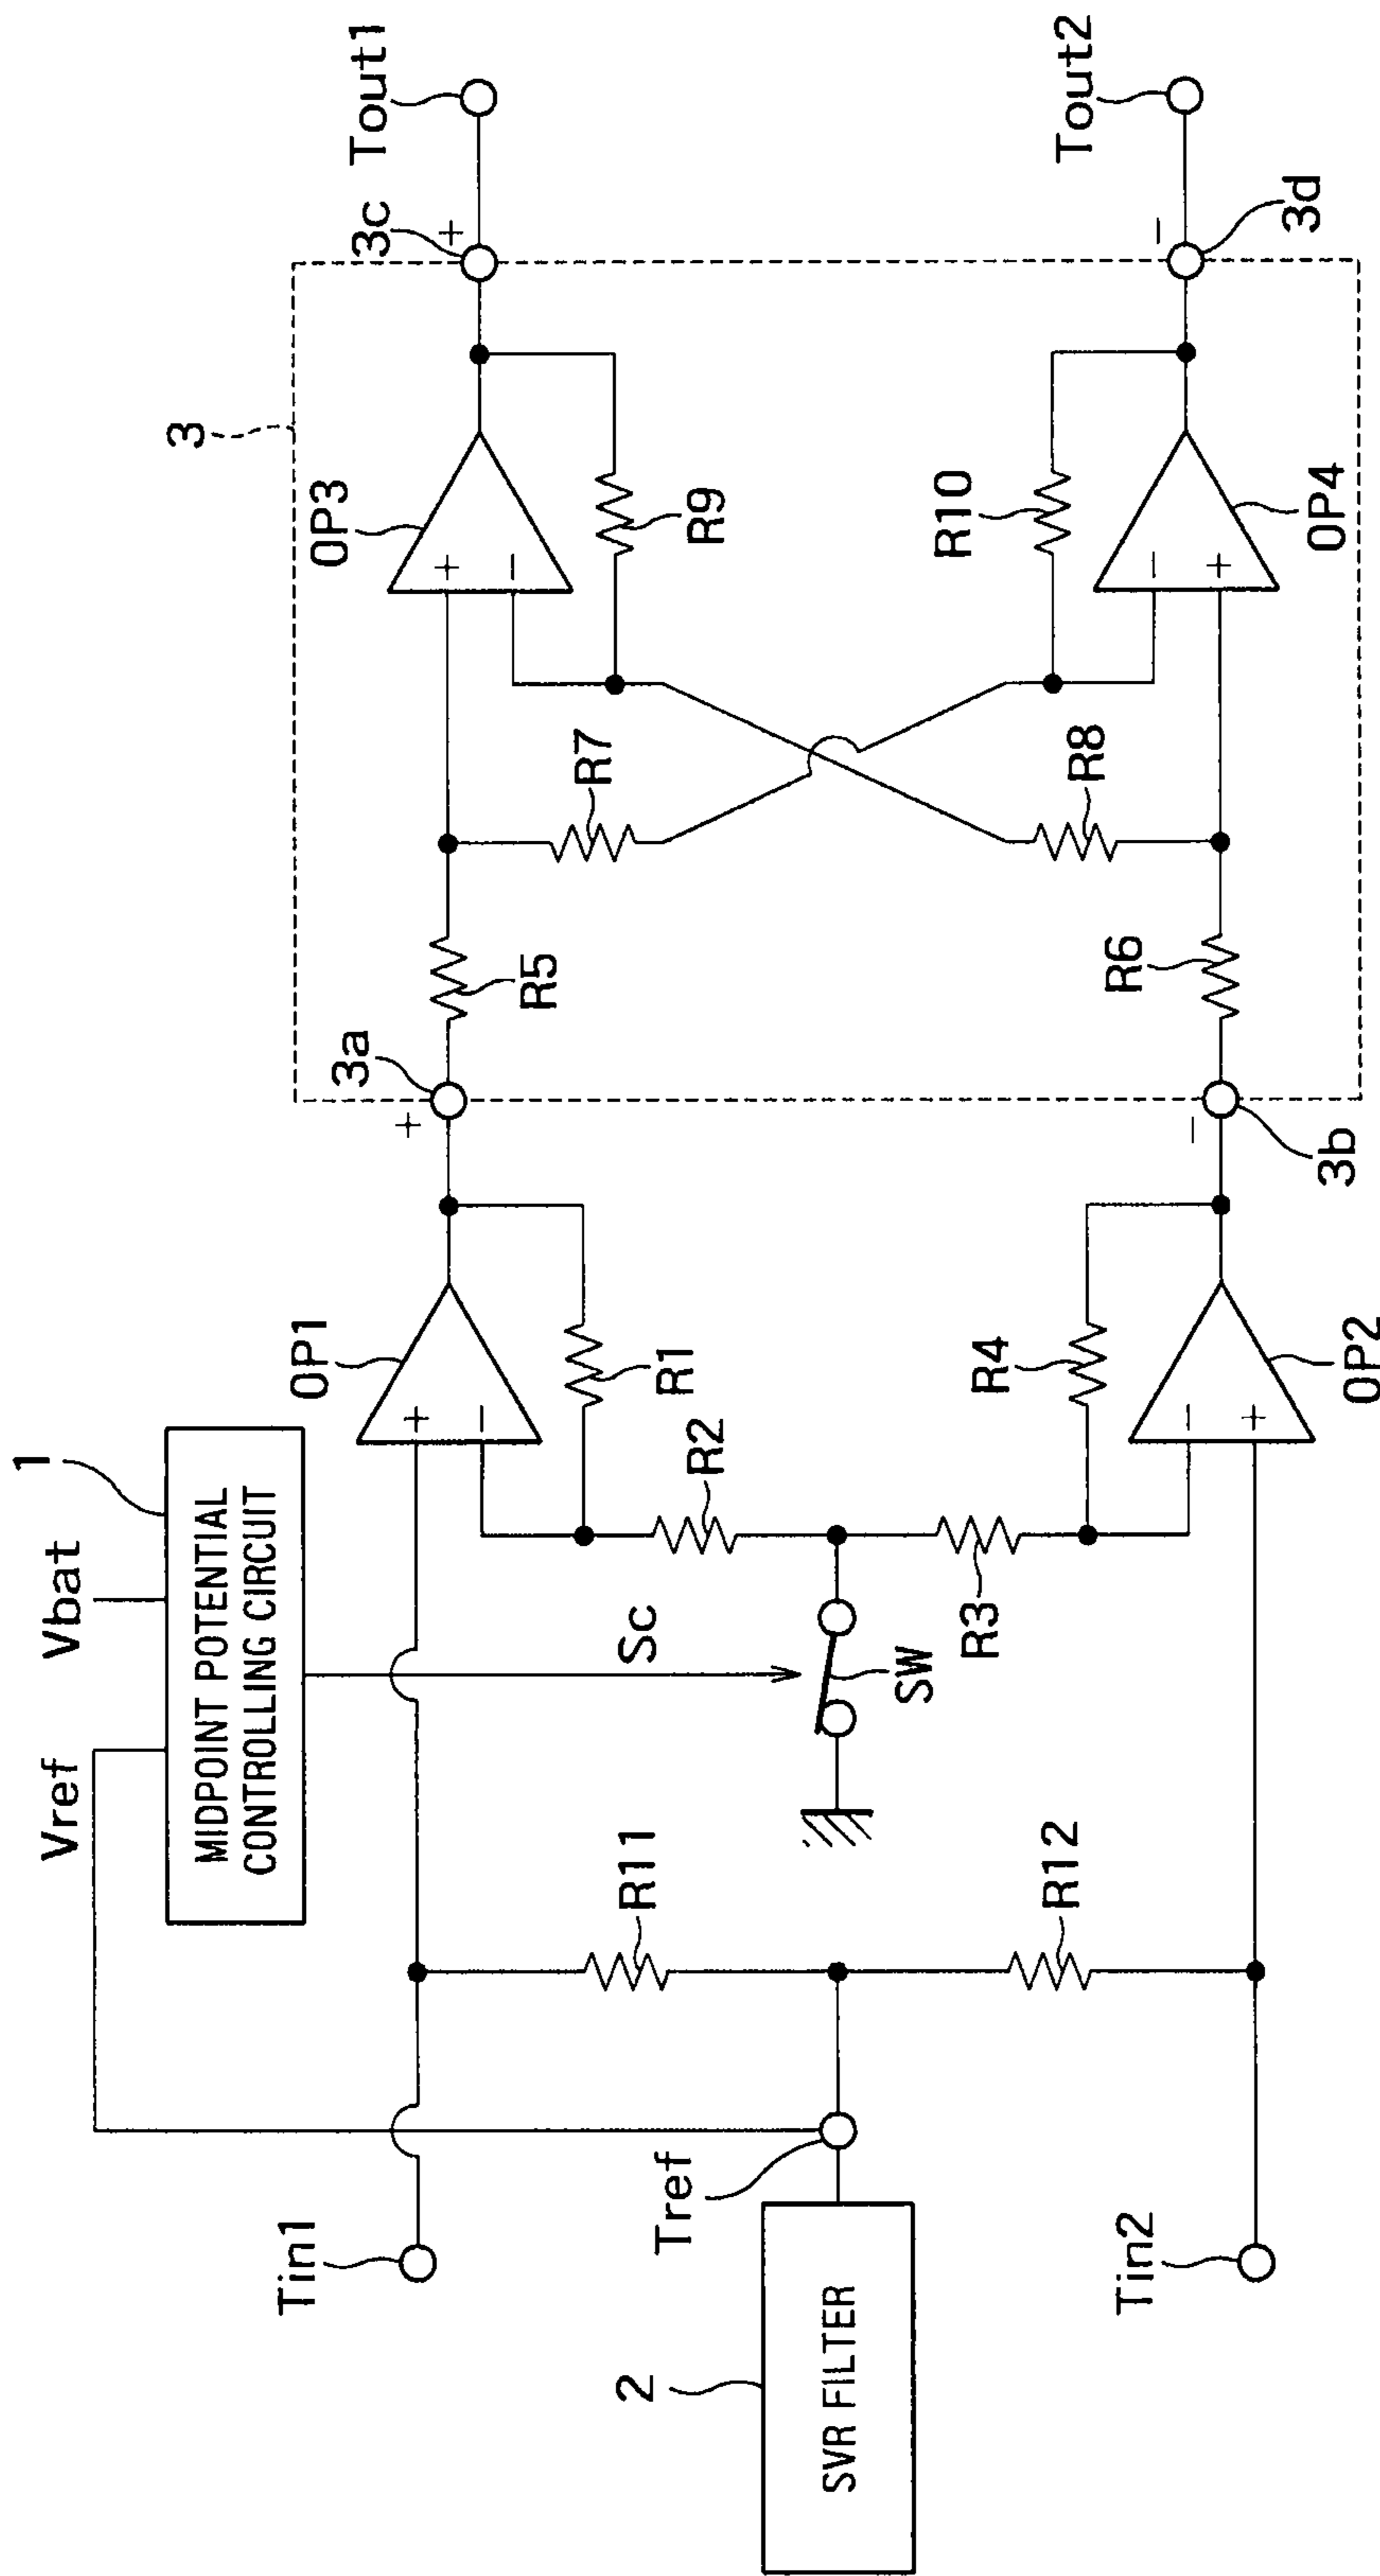 Vref
Vbat
1
MIDPOINT POTENTIAL
CONTROLLING CIRCUIT
Tin1
OP1
+
-
R1
3a
+
3
OP3
+
-
R9
3c
+
Tout1
R5
R7
R2
Sc
SW
R11
Tref
2
SVR FILTER
R12
R3
R4
R8
R6
R10
OP4
-
+
3d
-
Tout2
3b
-
OP2
-
+
Tin2